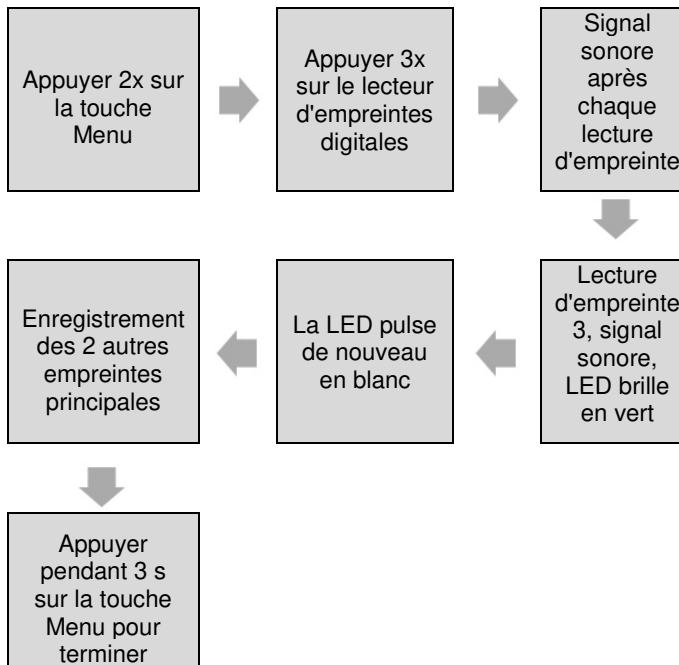 Appuyer 2x sur
la touche
Menu
Appuyer 3x
sur le lecteur
d'empreintes
digitales
Signal
sonore
après
chaque
lecture
d'empreinte
Lecture
d'empreinte
3, signal
sonore,
LED brille
en vert
La LED pulse
de nouveau
en blanc
Enregistrement
des 2 autres
empreintes
principales
Appuyer
pendant 3 s
sur la touche
Menu pour
terminer